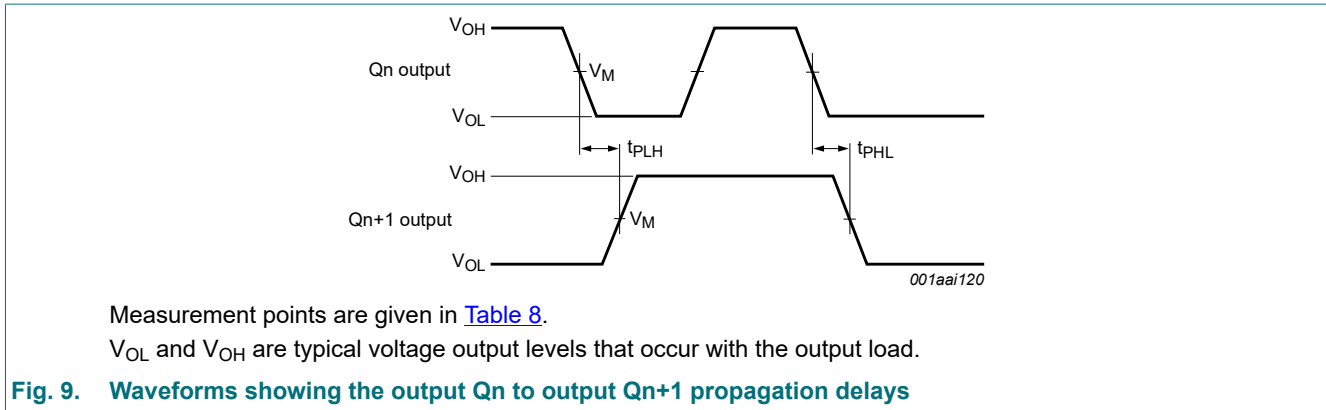 VOH
Qn output
VM
VOL
tPLH
tPHL
VOH
Qn+1 output
VM
VOL
001aai120
Measurement points are given in Table 8.
VOL and VOH are typical voltage output levels that occur with the output load.
Fig. 9. Waveforms showing the output Qn to output Qn+1 propagation delays